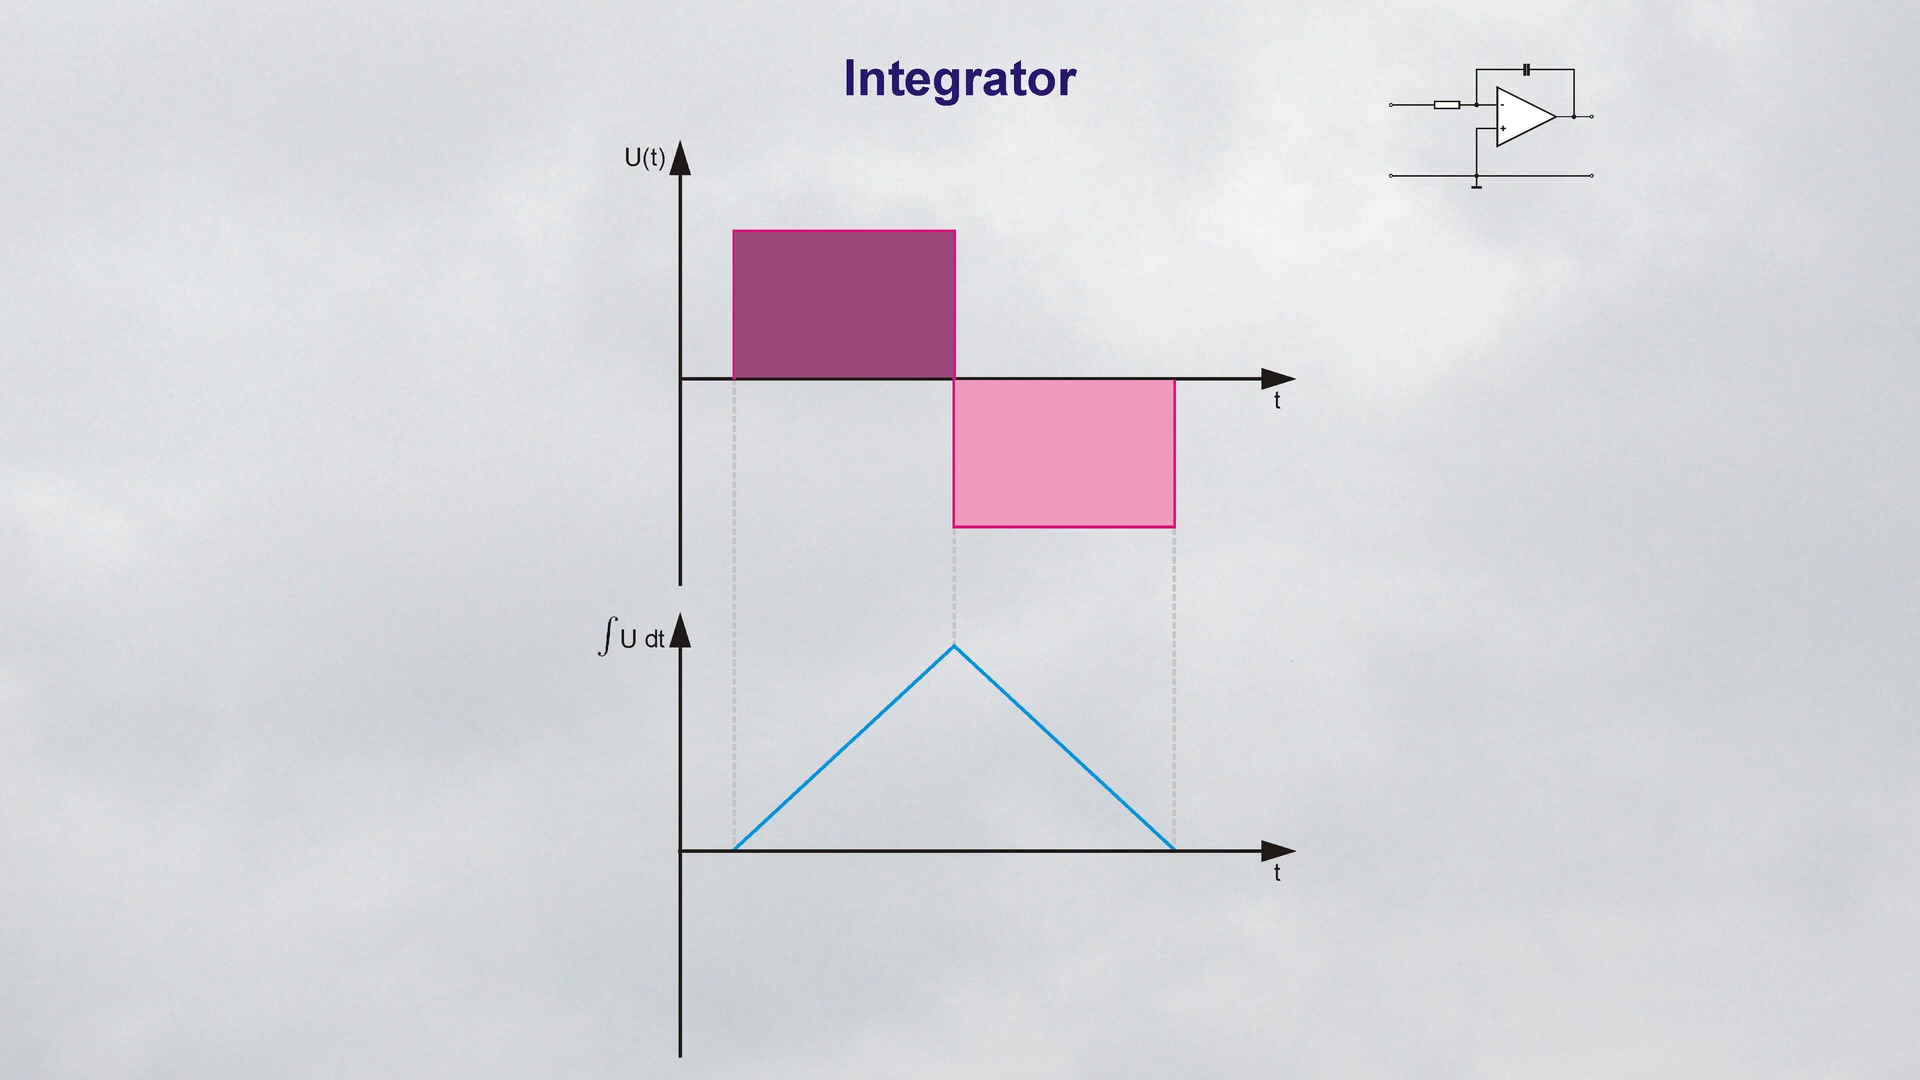 Integrator
-
+
U(t)
t
∫ U dt
t